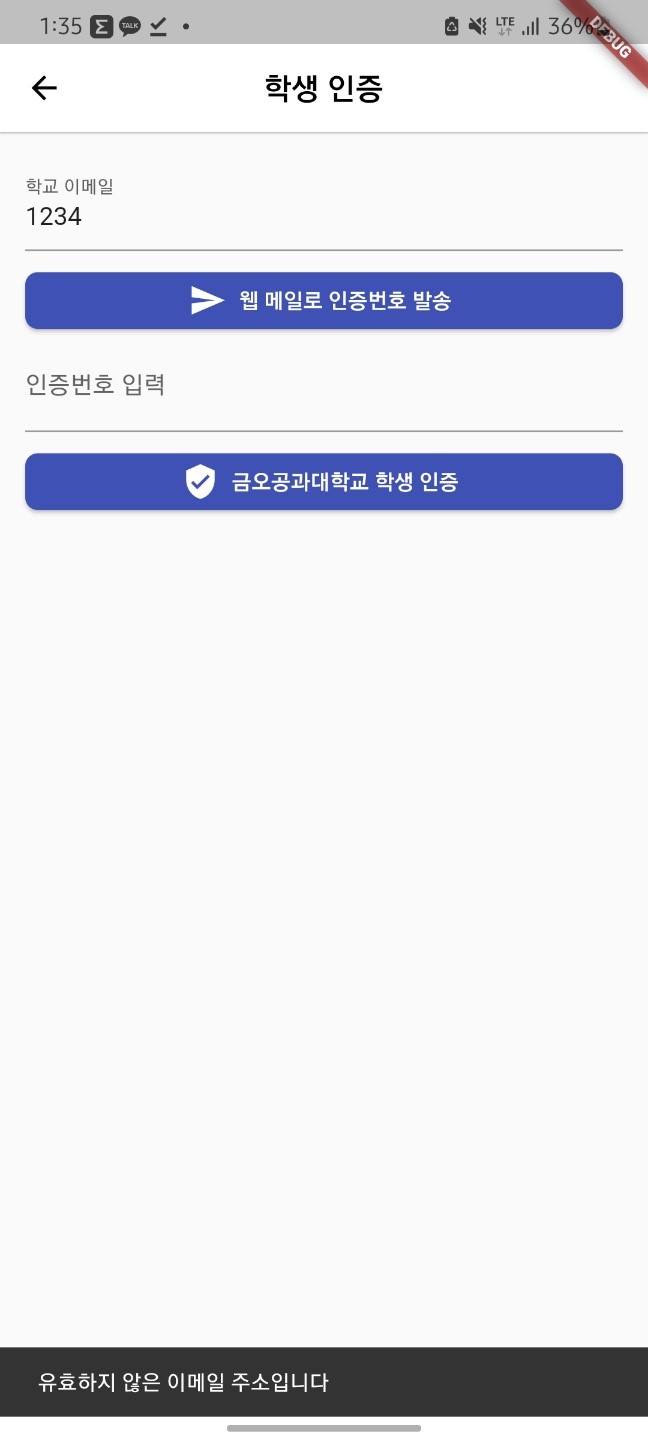 1:35 TALK LTE 36%
DEBUG
학생 인증
학교 이메일
1234
웹 메일로 인증번호 발송
인증번호 입력
금오공과대학교 학생 인증
유효하지 않은 이메일 주소입니다